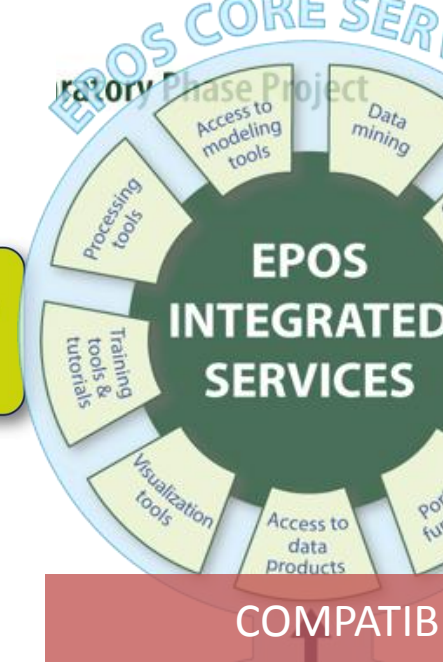 EPOS CORE SERV
ratory Phase Project
Access to
modeling
tools
Data
mining
Processing
tools
EPOS
INTEGRATED
SERVICES
Training
tools &
tutorials
Visualization
tools
Access to
data
products
COMPATIB